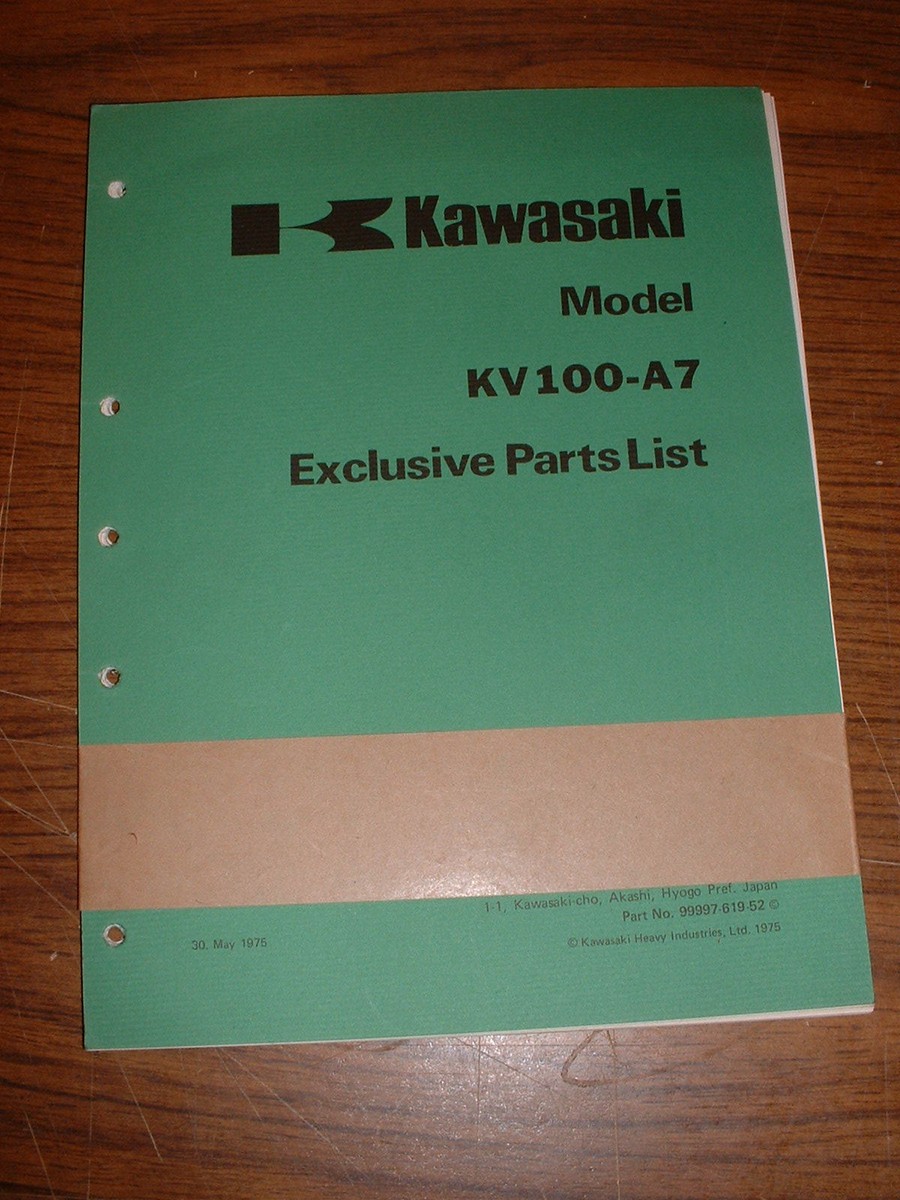 Kawasaki
Model
KV100-A7
Exclusive Parts List
1-1, Kawasaki-cho, Akashi, Hyogo Pref. Japan
Part No. 99997-619-52 ©
30. May 1975
© Kawasaki Heavy Industries, Ltd. 1975